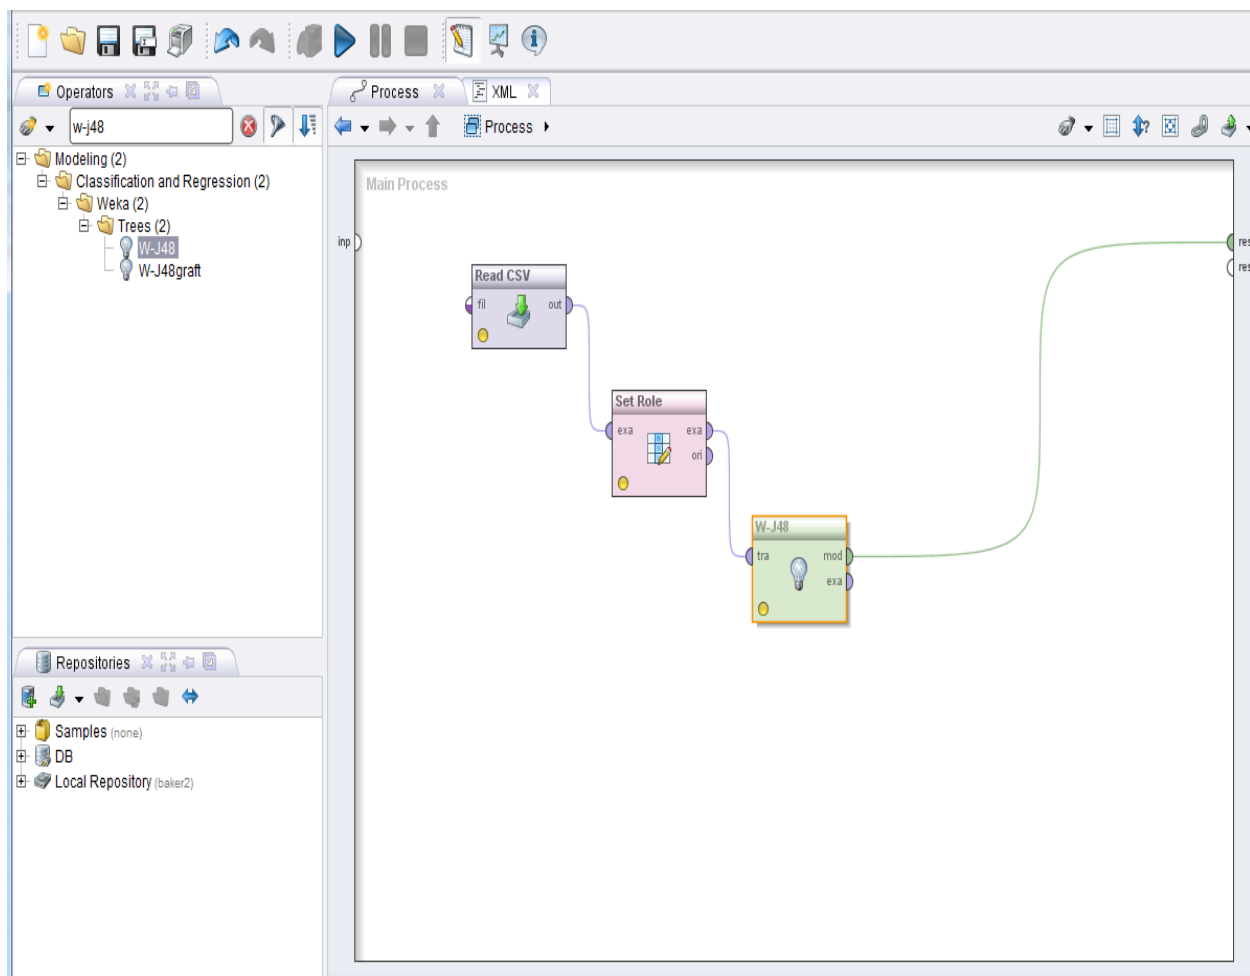 Operators
w-j48
Modeling (2)
Classification and Regression (2)
Weka (2)
Trees (2)
W-J48
W-J48graft
Repositories
Samples (none)
DB
Local Repository (baker2)
Process
XML
Process
Main Process
inp
res
res
Read CSV
fil
out
Set Role
exa
exa
ori
W-J48
tra
mod
exa